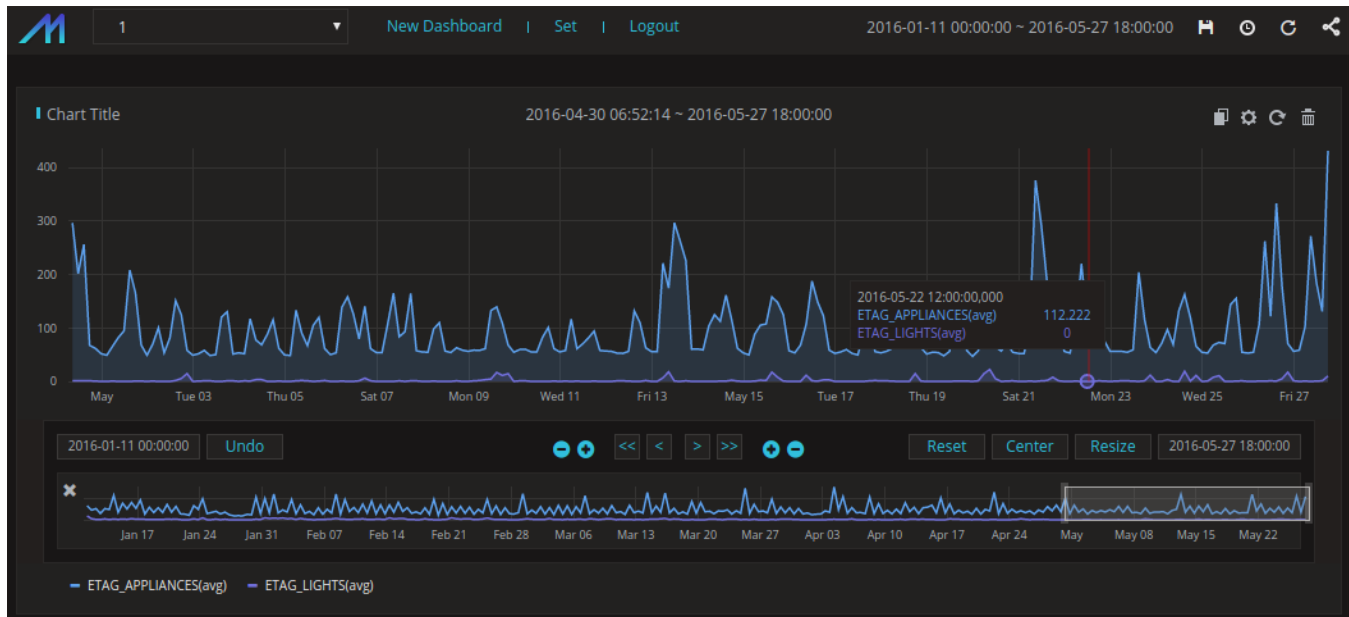 1 New Dashboard | Set | Logout 2016-01-11 00:00:00 ~ 2016-05-27 18:00:00
Chart Title 2016-04-30 06:52:14 ~ 2016-05-27 18:00:00
400
300
200
100
0
2016-05-22 12:00:00,000
ETAG_APPLIANCES(avg) 112.222
ETAG_LIGHTS(avg) 0
May Tue 03 Thu 05 Sat 07 Mon 09 Wed 11 Fri 13 May 15 Tue 17 Thu 19 Sat 21 Mon 23 Wed 25 Fri 27
2016-01-11 00:00:00 Undo << < > >> Reset Center Resize 2016-05-27 18:00:00
Jan 17 Jan 24 Jan 31 Feb 07 Feb 14 Feb 21 Feb 28 Mar 06 Mar 13 Mar 20 Mar 27 Apr 03 Apr 10 Apr 17 Apr 24 May May 08 May 15 May 22
ETAG_APPLIANCES(avg) ETAG_LIGHTS(avg)